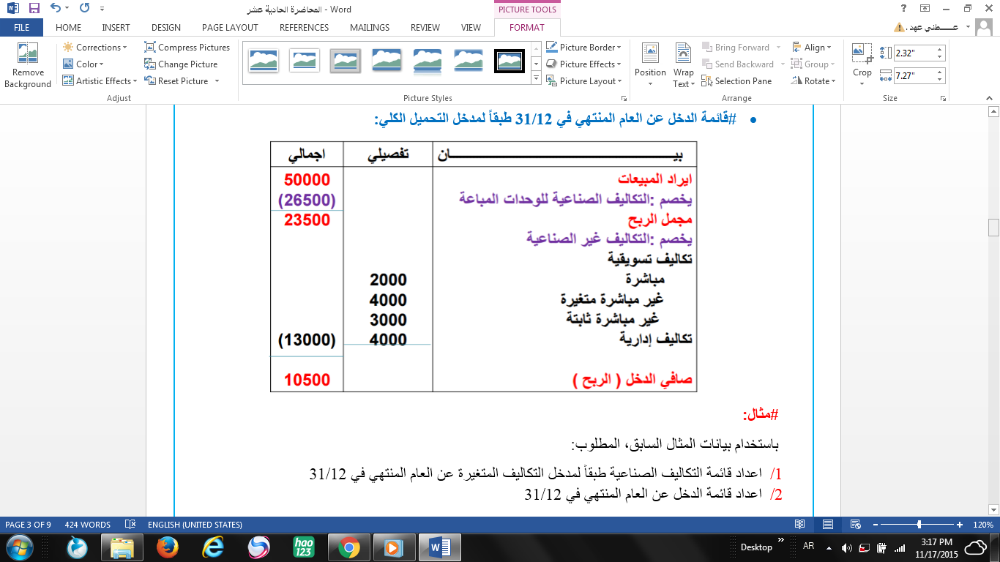 المحاضرة الحادية عشر - Word
PICTURE TOOLS
FILE
HOME
INSERT
DESIGN
PAGE LAYOUT
REFERENCES
MAILINGS
REVIEW
VIEW
FORMAT
عـــــطني عهد .
Remove Background
Corrections
Color
Artistic Effects
Compress Pictures
Change Picture
Reset Picture
Adjust
Picture Styles
Picture Border
Picture Effects
Picture Layout
Position
Wrap Text
Bring Forward
Send Backward
Selection Pane
Align
Group
Rotate
Arrange
Crop
2.32"
7.27"
Size
• #قائمة الدخل عن العام المنتهي في 31/12 طبقاً لمدخل التحميل الكلي:
بيـــــــــــــــــــــان تفصيلي اجمالي
ايراد المبيعات 50000
يخصم :التكاليف الصناعية للوحدات المباعة (26500)
مجمل الربح 23500
يخصم :التكاليف غير الصناعية
تكاليف تسويقية
مباشرة 2000
غير مباشرة متغيرة 4000
غير مباشرة ثابتة 3000
تكاليف إدارية 4000 (13000)
صافي الدخل ( الربح ) 10500
#مثال:
باستخدام بيانات المثال السابق، المطلوب:
1/ اعداد قائمة التكاليف الصناعية طبقاً لمدخل التكاليف المتغيرة عن العام المنتهي في 31/12
2/ اعداد قائمة الدخل عن العام المنتهي في 31/12
PAGE 3 OF 9
424 WORDS
ENGLISH (UNITED STATES)
120%
hao
123
Desktop
AR
3:17 PM
11/17/2015